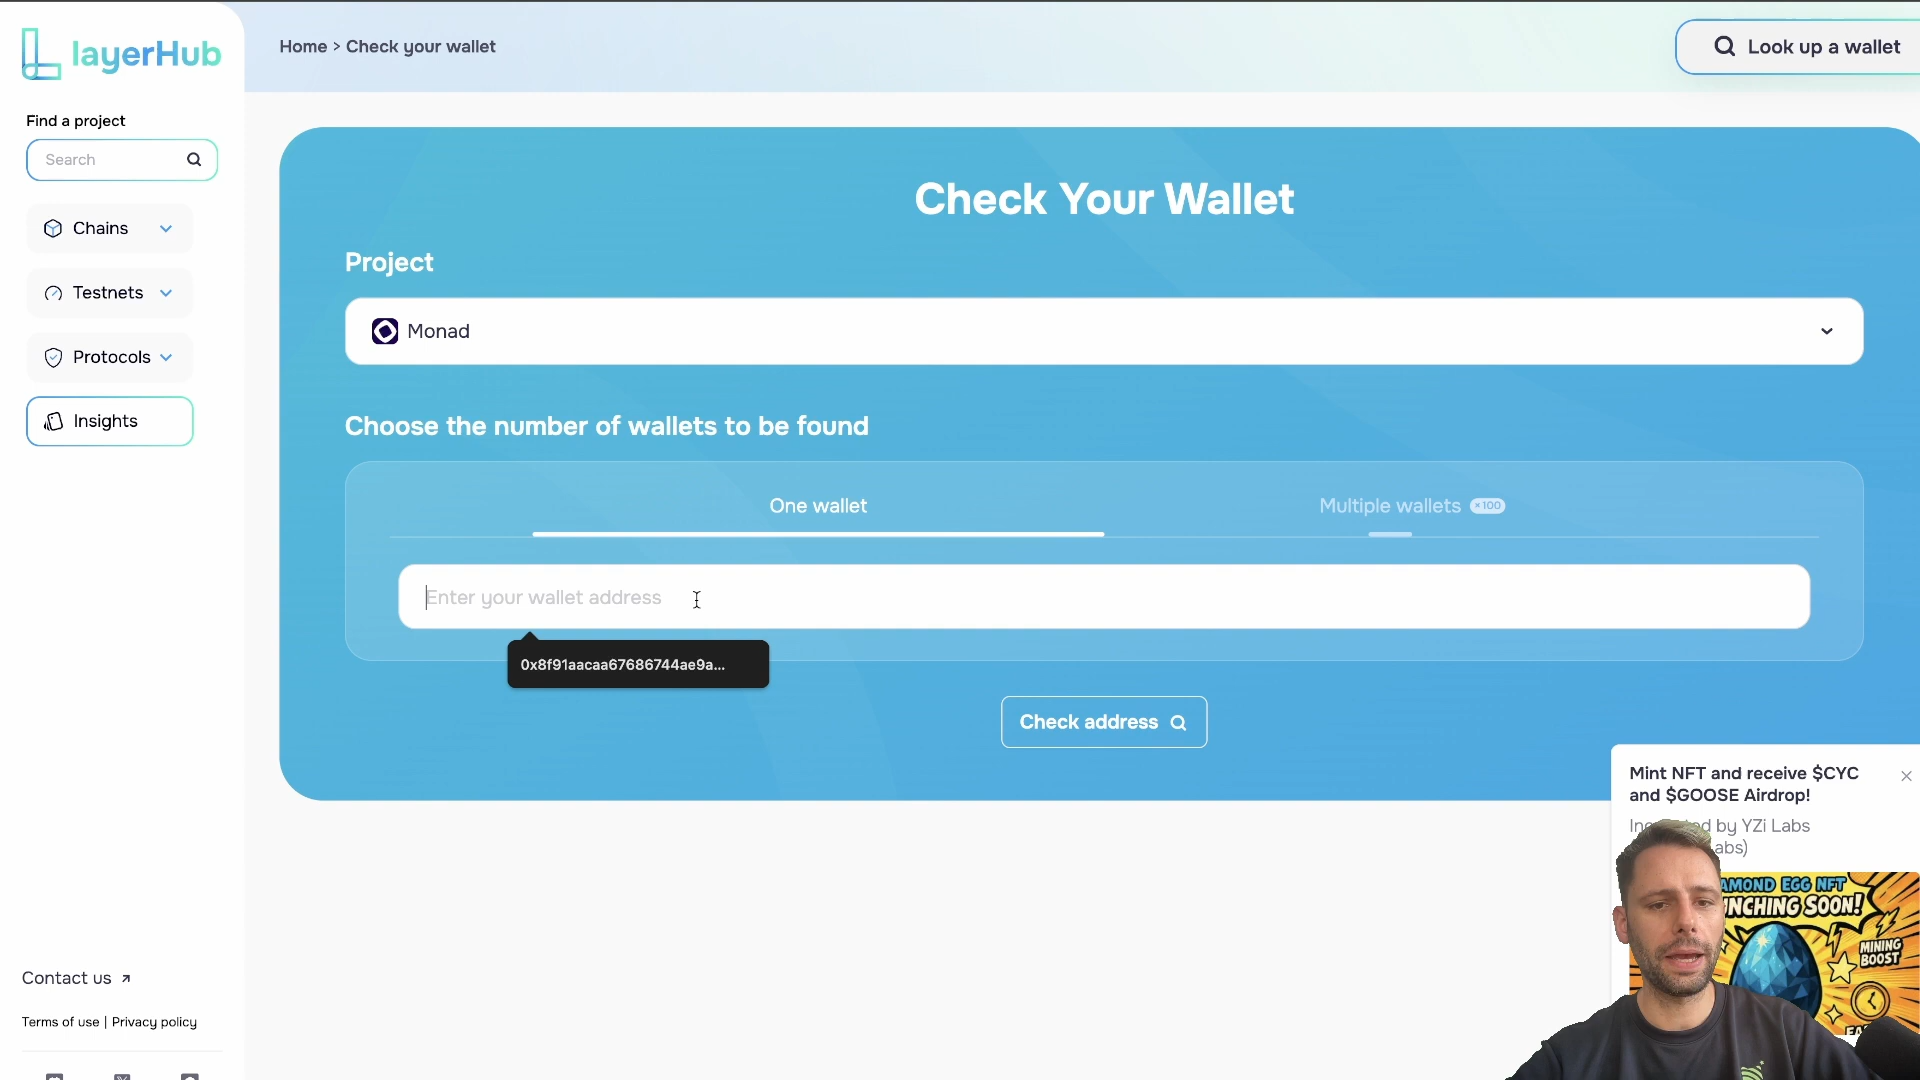 layerHub
Home > Check your wallet
Look up a wallet
Find a project
Search
Chains
Testnets
Protocols
Insights
Check Your Wallet
Project
Monad
Choose the number of wallets to be found
One wallet
Multiple wallets ×100
Enter your wallet address
0x8f91aacaa67686744ae9a...
Check address
Mint NFT and receive $CYC
and $GOOSE Airdrop!
by YZi Labs
EGG NFT
SOON!
MINING
BOOST
Contact us
Terms of use | Privacy policy